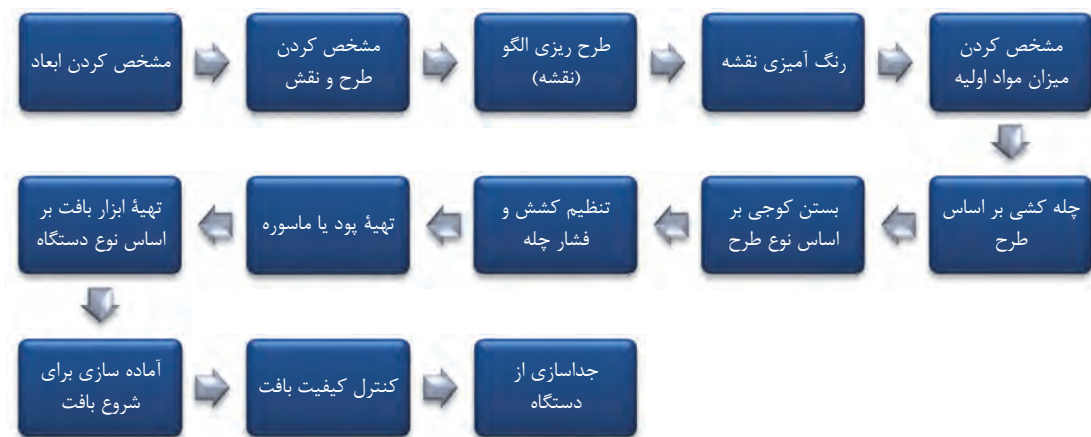 مشخص کردن ابعاد
مشخص کردن
طرح و نقش
طرح ریزی الگو
(نقشه)
رنگ آمیزی نقشه
مشخص کردن
میزان مواد اولیه
چله کشی بر اساس
طرح
بستن کوجی بر
اساس نوع طرح
تنظیم کشش و
فشار چله
تهیهٔ پود یا ماسوره
تهیهٔ ابزار بافت بر
اساس نوع دستگاه
آماده سازی برای
شروع بافت
کنترل کیفیت بافت
جداسازی از
دستگاه